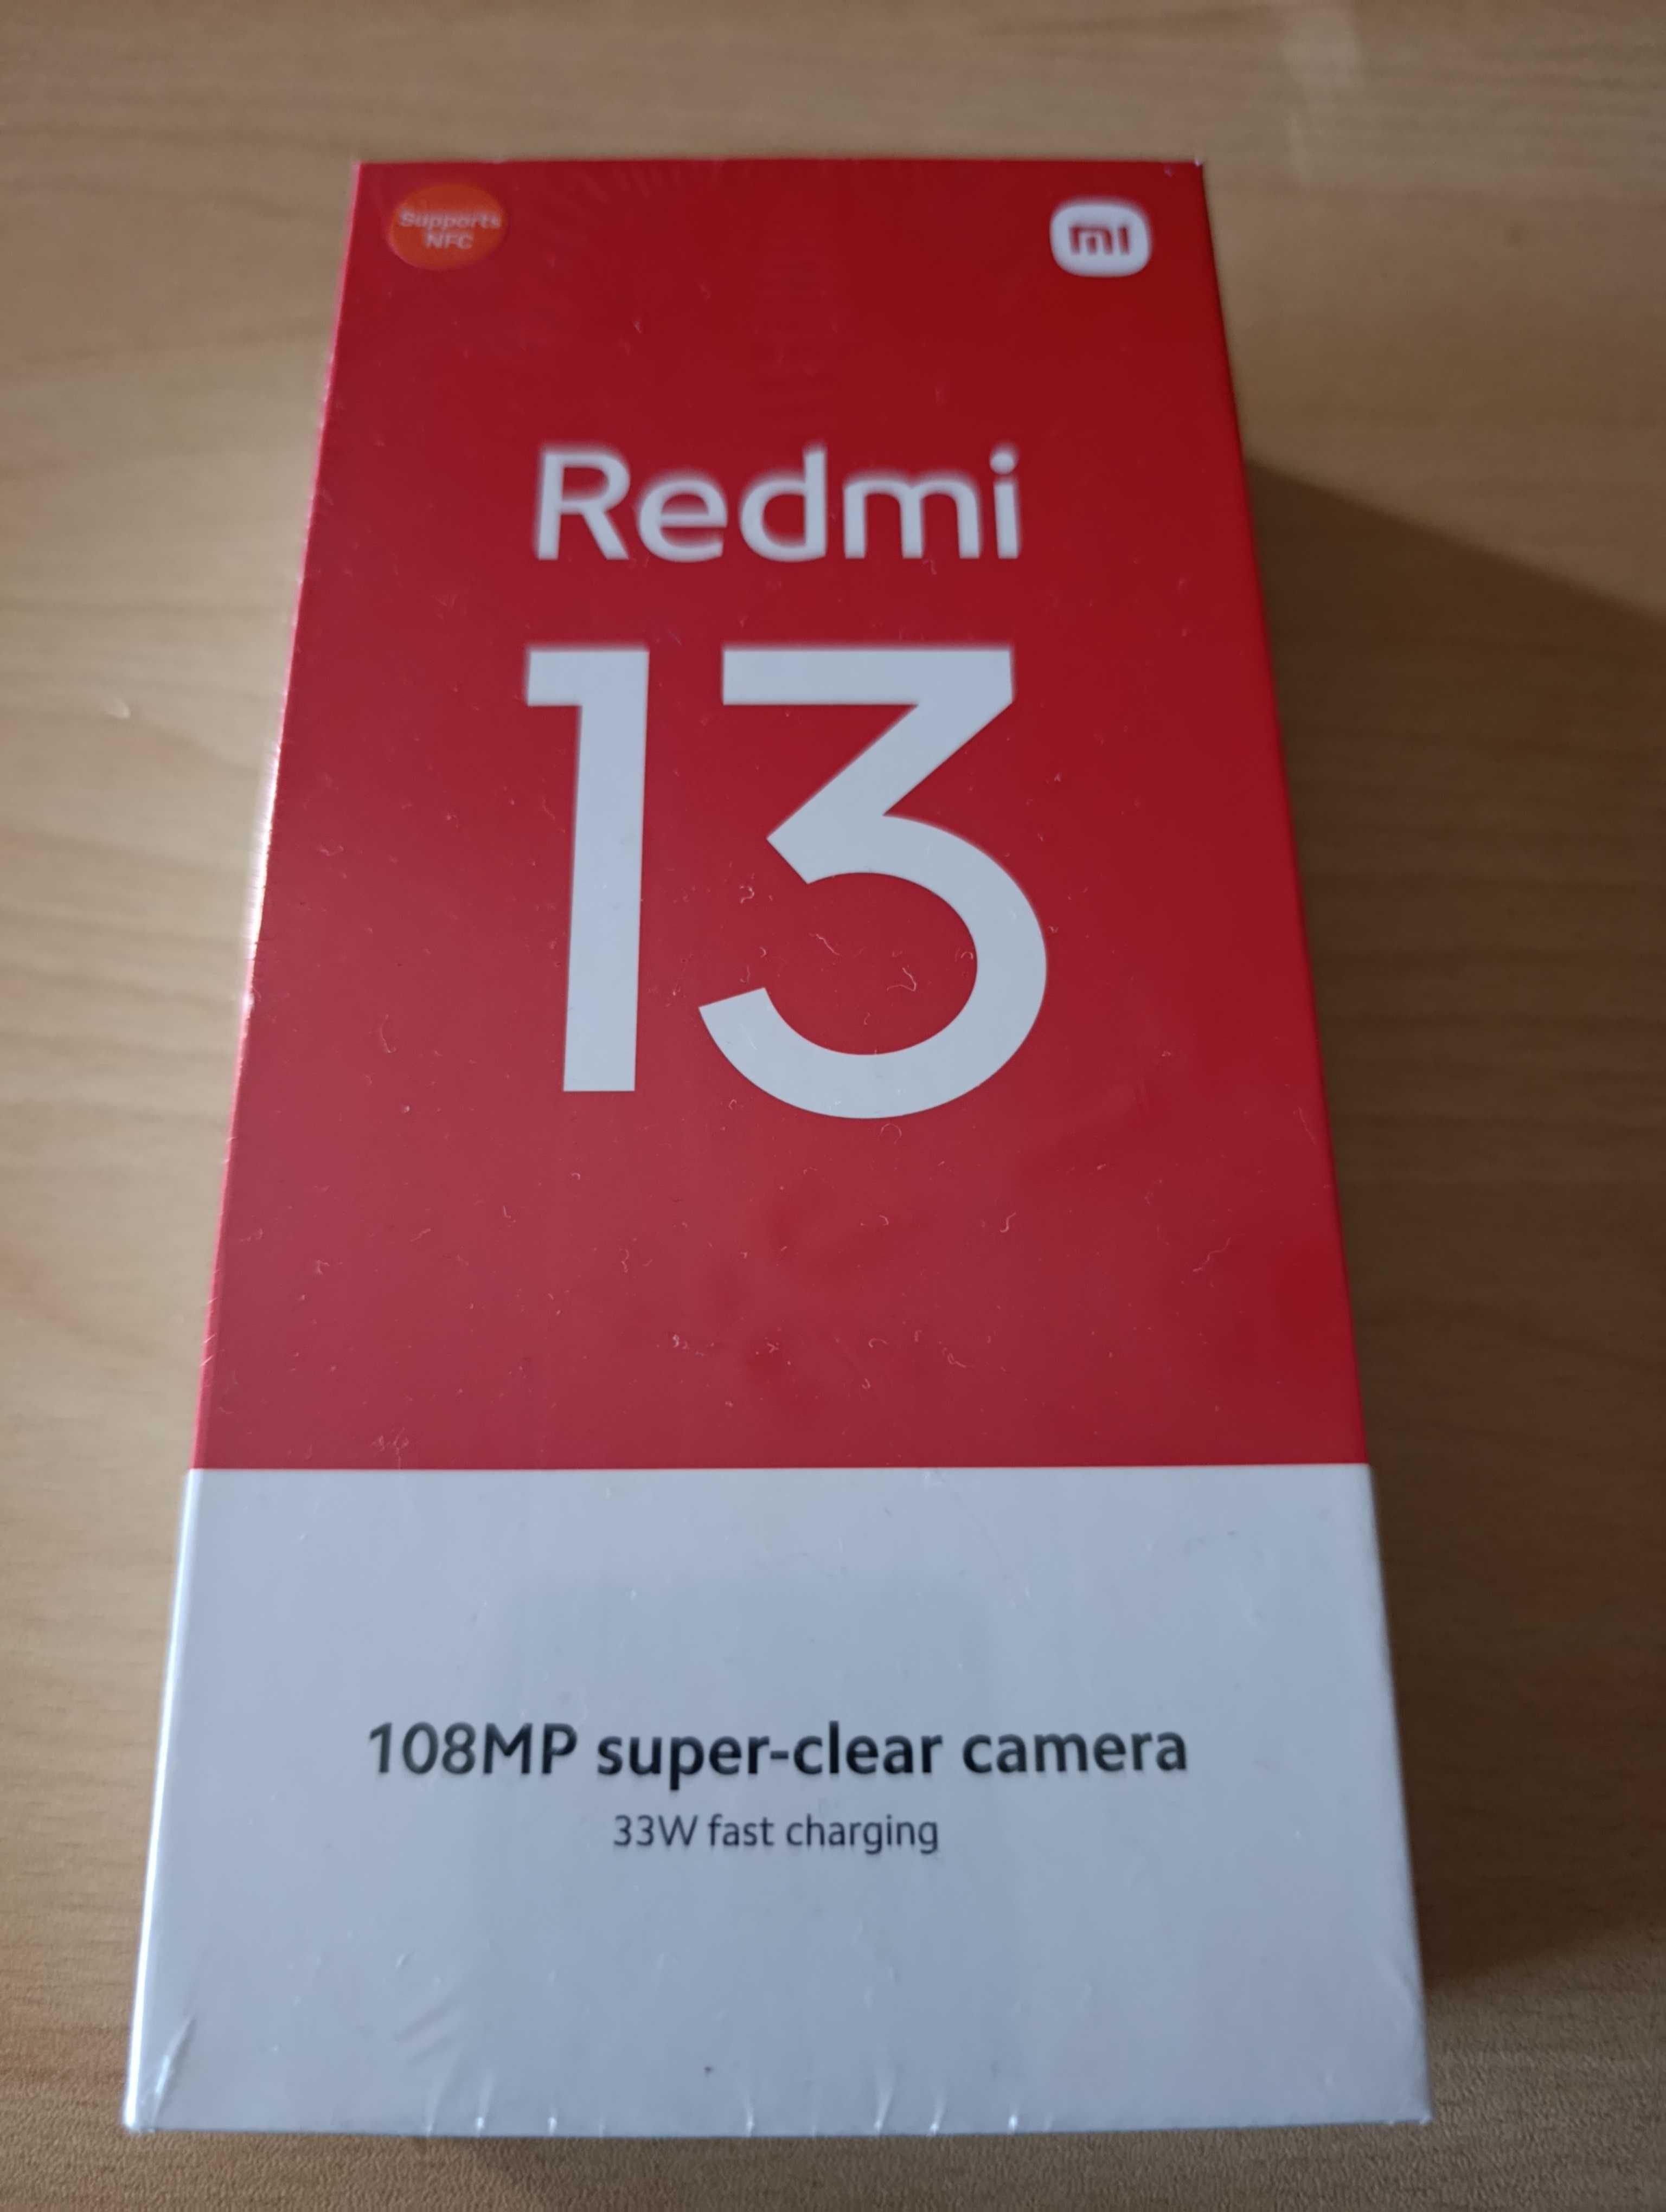 Supports
NFC
mi
Redmi
13
108MP super-clear camera
33W fast charging